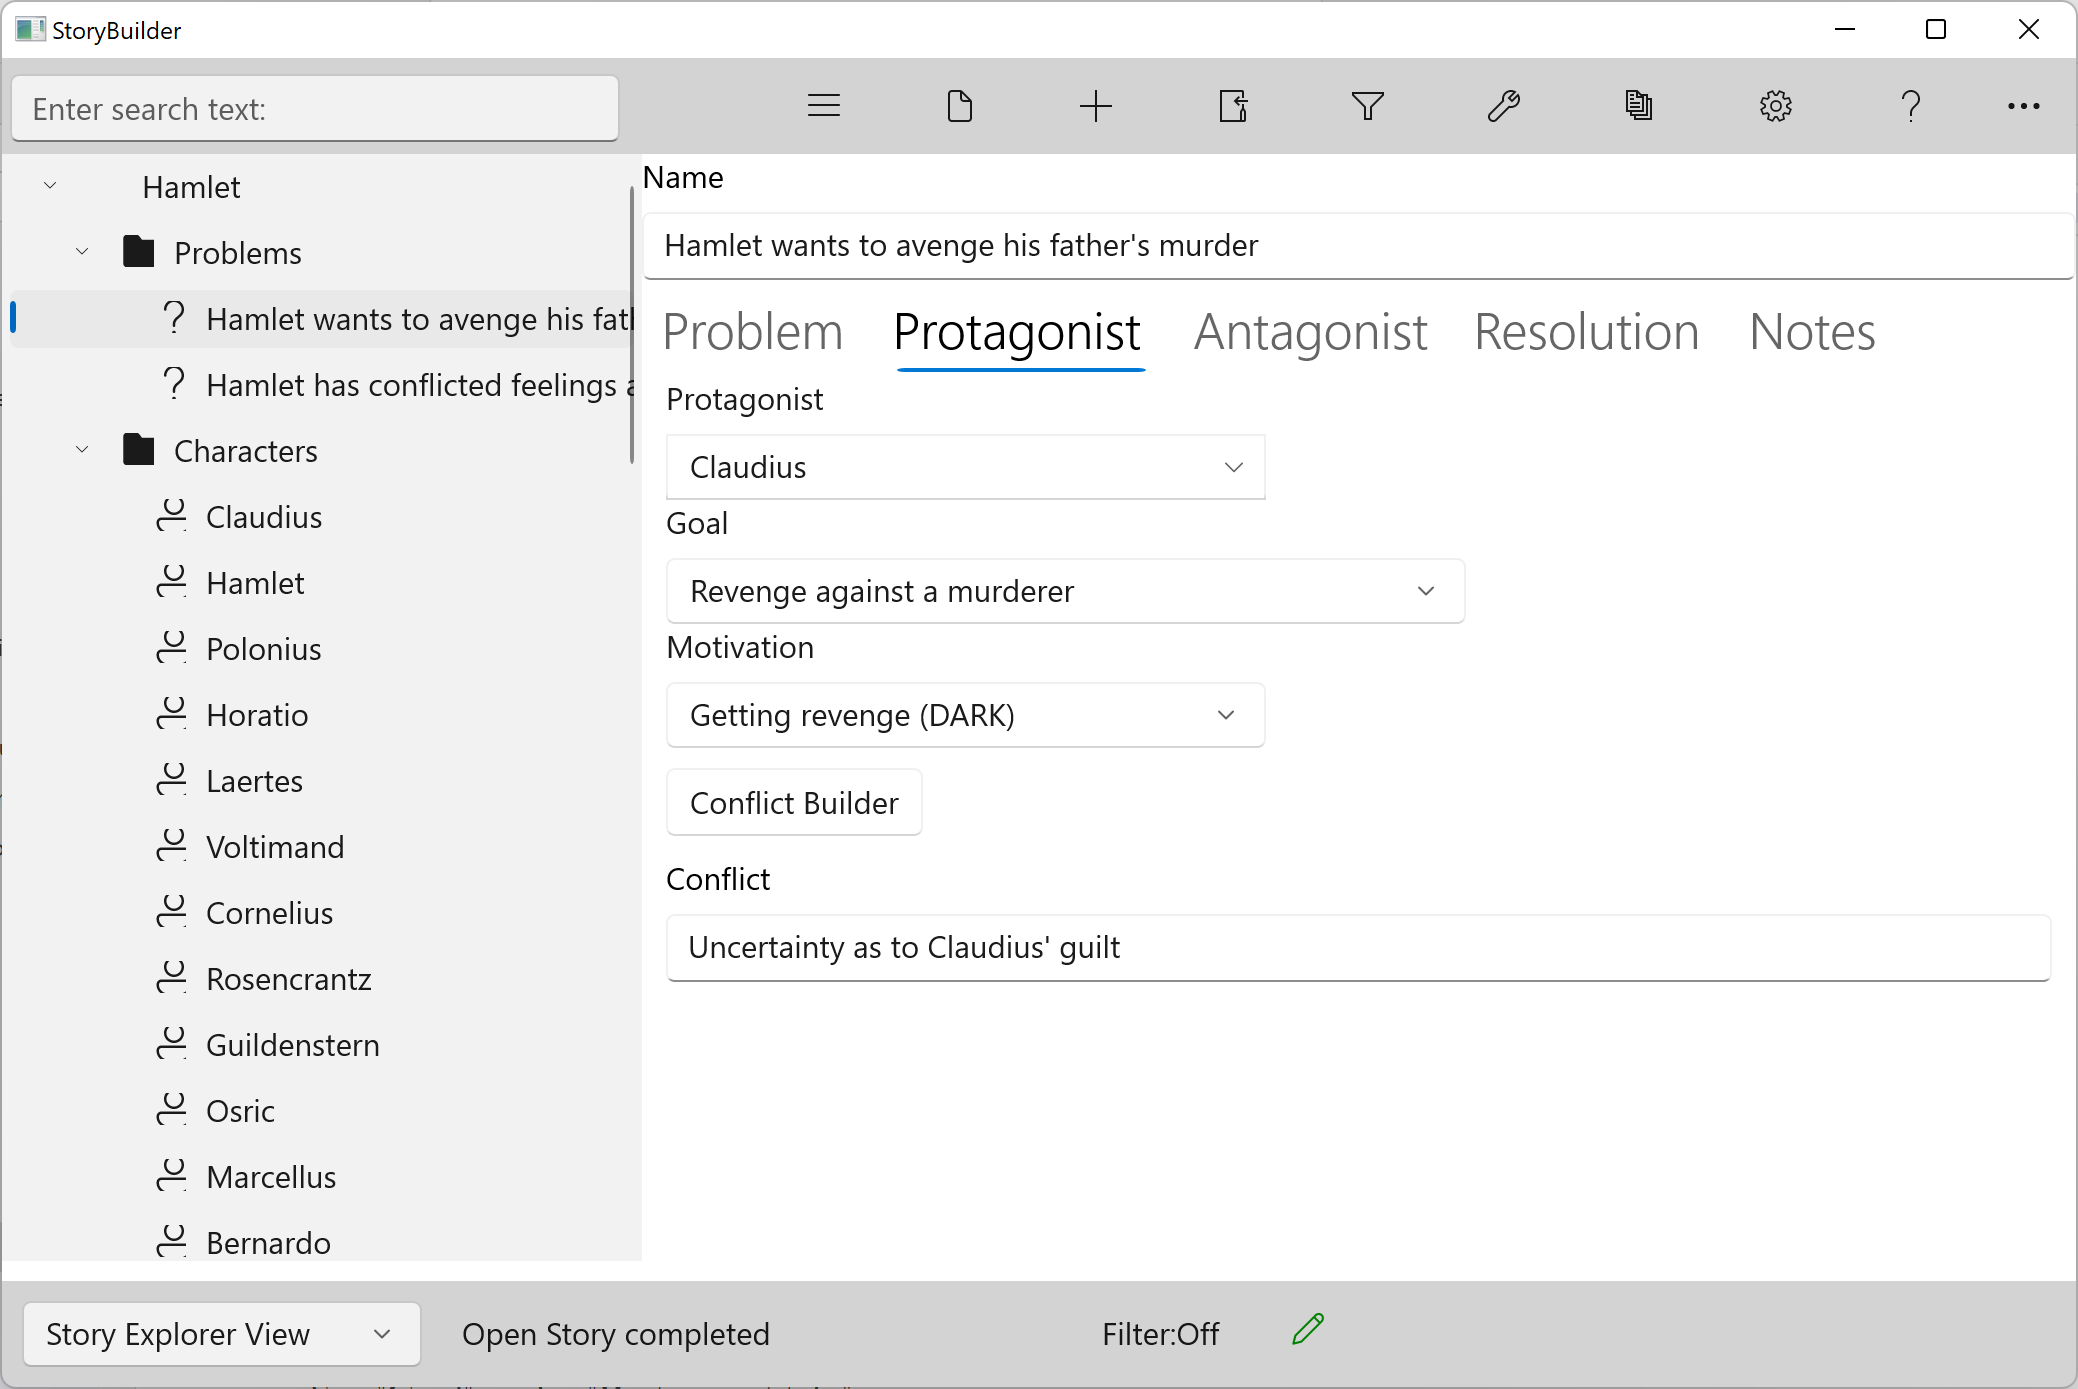 StoryBuilder
Enter search text:
Hamlet
Problems
Hamlet wants to avenge his fath
Hamlet has conflicted feelings a
Characters
Claudius
Hamlet
Polonius
Horatio
Laertes
Voltimand
Cornelius
Rosencrantz
Guildenstern
Osric
Marcellus
Bernardo
Name
Hamlet wants to avenge his father's murder
Problem Protagonist Antagonist Resolution Notes
Protagonist
Claudius
Goal
Revenge against a murderer
Motivation
Getting revenge (DARK)
Conflict Builder
Conflict
Uncertainty as to Claudius' guilt
Story Explorer View Open Story completed Filter:Off